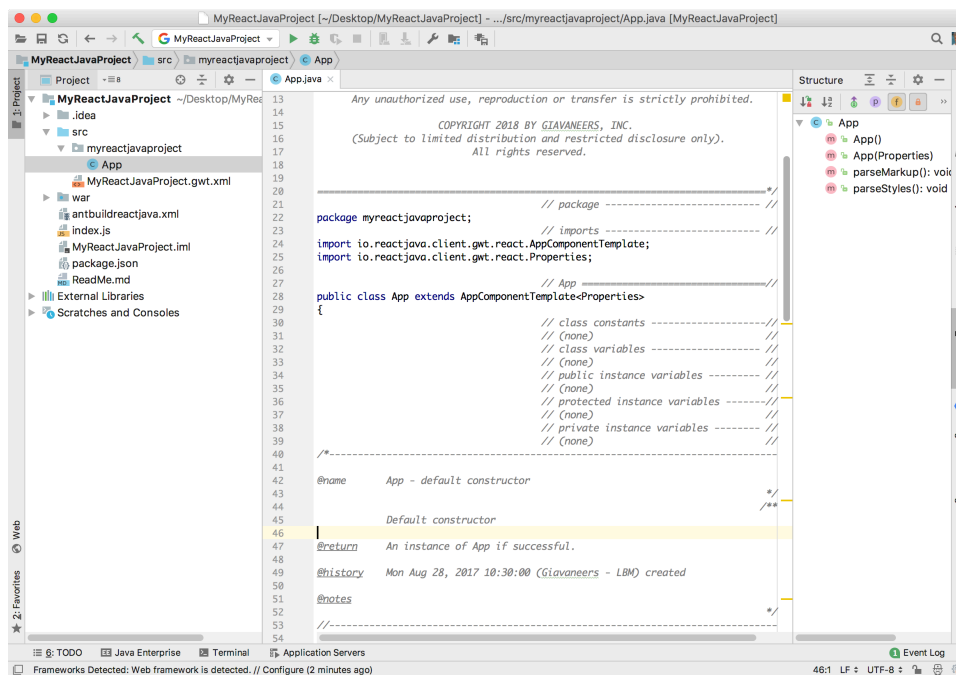 MyReactJavaProject [~/Desktop/MyReactJavaProject] - .../src/myreactjavaproject/App.java [MyReactJavaProject]
MyReactJavaProject
MyReactJavaProject src myreactjavaproject App
1: Project
Web
2: Favorites
Project
MyReactJavaProject ~/Desktop/MyRea
.idea
src
myreactjavaproject
App
MyReactJavaProject.gwt.xml
war
antbuildreactjava.xml
index.js
MyReactJavaProject.iml
package.json
ReadMe.md
External Libraries
Scratches and Consoles
App.java
13 Any unauthorized use, reproduction or transfer is strictly prohibited.
14
15 COPYRIGHT 2018 BY GIAVANEERS, INC.
16 (Subject to limited distribution and restricted disclosure only).
17 All rights reserved.
18
19
20 ==================================================================*/
21 // package --------------------------- //
22 package myreactjavaproject;
23 // imports --------------------------- //
24 import io.reactjava.client.gwt.react.AppComponentTemplate;
25 import io.reactjava.client.gwt.react.Properties;
26
27 // App ===========================//
28 public class App extends AppComponentTemplate<Properties>
29 {
30 // class constants -----------------//
31 // (none) //
32 // class variables ----------------- //
33 // (none) //
34 // public instance variables --------- //
35 // (none) //
36 // protected instance variables -------//
37 // (none) //
38 // private instance variables -------- //
39 // (none) //
40 /*------------------------------------------------------------------
41
42 @name App - default constructor
43 */
44 /**
45 Default constructor
46
47 @return An instance of App if successful.
48
49 @history Mon Aug 28, 2017 10:30:00 (Giavaneers - LBM) created
50
51 @notes
52 */
53 //------------------------------------------------------------------
54
Structure
App
App()
App(Properties)
parseMarkup(): void
parseStyles(): void
6: TODO Java Enterprise Terminal Application Servers 1 Event Log
Frameworks Detected: Web framework is detected. // Configure (2 minutes ago) 46:1 LF UTF-8